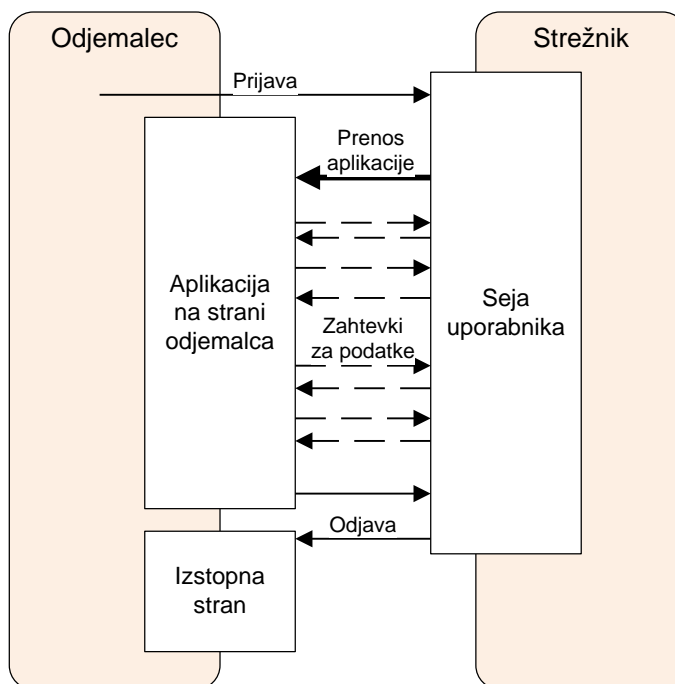 Odjemalec
Strežnik
Prijava
Prenos
aplikacije
Aplikacija
na strani
odjemalca
Seja
uporabnika
Zahtevki
za podatke
Odjava
Izstopna
stran